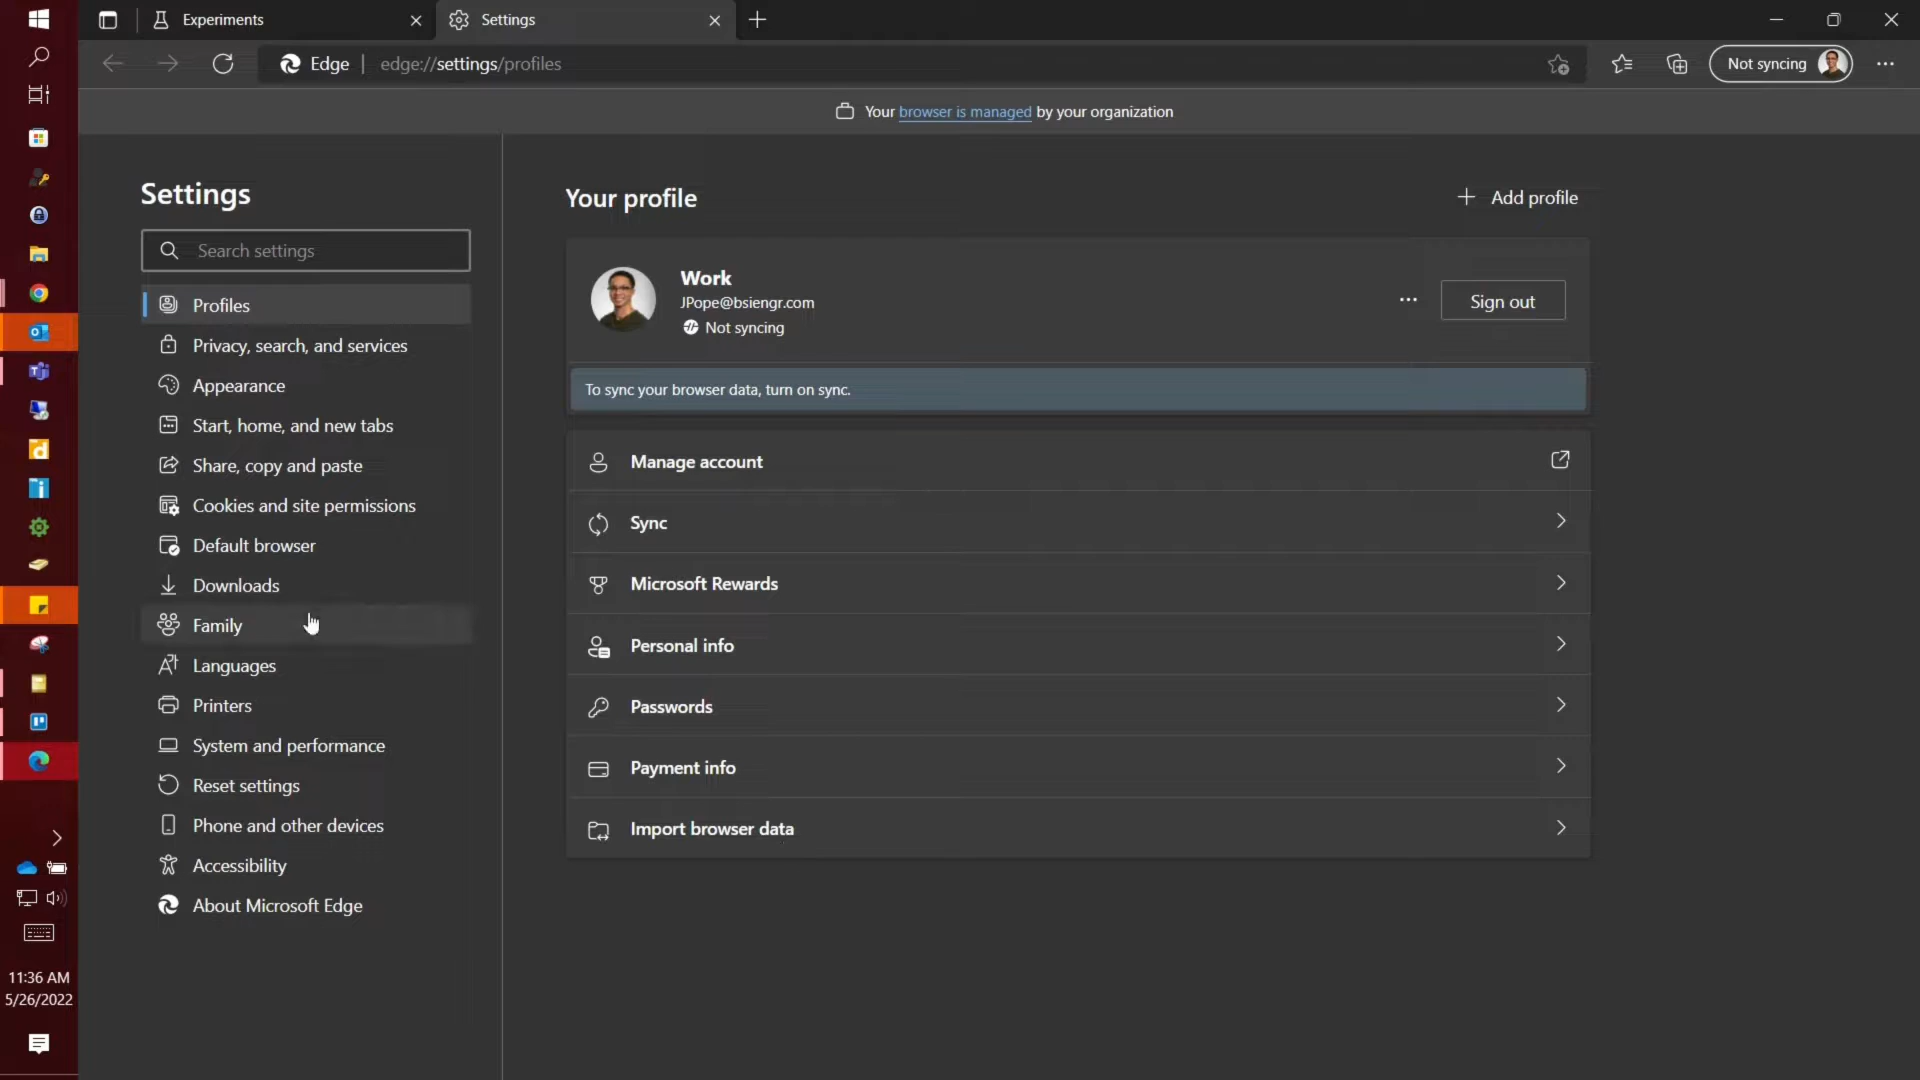 Experiments
Settings
Edge
edge://settings/profiles
Not syncing
Your browser is managed by your organization
Settings
Search settings
Profiles
Privacy, search, and services
Appearance
Start, home, and new tabs
Share, copy and paste
Cookies and site permissions
Default browser
Downloads
Family
Languages
Printers
System and performance
Reset settings
Phone and other devices
Accessibility
About Microsoft Edge
Your profile
Add profile
Work
JPope@bsiengr.com
Not syncing
Sign out
To sync your browser data, turn on sync.
Manage account
Sync
Microsoft Rewards
Personal info
Passwords
Payment info
Import browser data
11:36 AM
5/26/2022